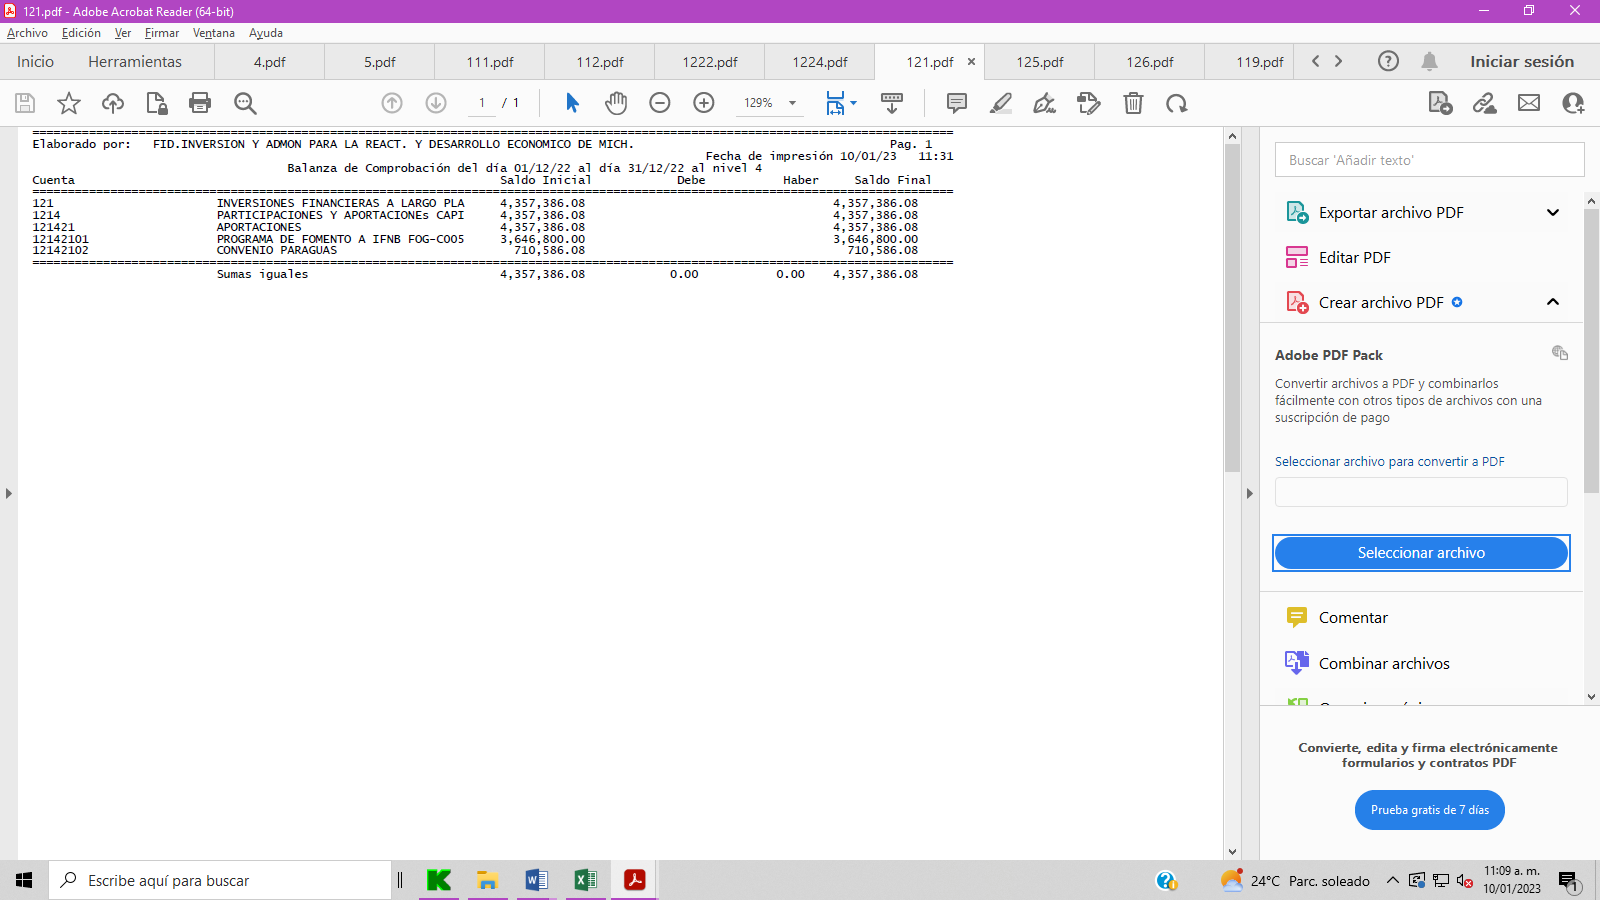 121.pdf - Adobe Acrobat Reader (64-bit)
Archivo Edición Ver Firmar Ventana Ayuda
Inicio Herramientas 4.pdf 5.pdf 111.pdf 112.pdf 1222.pdf 1224.pdf 121.pdf × 125.pdf 126.pdf 119.pdf Iniciar sesión
1 / 1 129%
Elaborado por: FID.INVERSION Y ADMON PARA LA REACT. Y DESARROLLO ECONOMICO DE MICH. Pag. 1
Fecha de impresión 10/01/23 11:31
Balanza de Comprobación del día 01/12/22 al día 31/12/22 al nivel 4
Cuenta Saldo Inicial Debe Haber Saldo Final
121 INVERSIONES FINANCIERAS A LARGO PLA 4,357,386.08 4,357,386.08
1214 PARTICIPACIONES Y APORTACIONEs CAPI 4,357,386.08 4,357,386.08
121421 APORTACIONES 4,357,386.08 4,357,386.08
12142101 PROGRAMA DE FOMENTO A IFNB FOG-C005 3,646,800.00 3,646,800.00
12142102 CONVENIO PARAGUAS 710,586.08 710,586.08
Sumas iguales 4,357,386.08 0.00 0.00 4,357,386.08
Buscar 'Añadir texto'
Exportar archivo PDF
Editar PDF
Crear archivo PDF
Adobe PDF Pack
Convertir archivos a PDF y combinarlos
fácilmente con otros tipos de archivos con una
suscripción de pago
Seleccionar archivo para convertir a PDF
Seleccionar archivo
Comentar
Combinar archivos
Convierte, edita y firma electrónicamente
formularios y contratos PDF
Prueba gratis de 7 días
Escribe aquí para buscar
24°C Parc. soleado
11:09 a. m.
10/01/2023
1